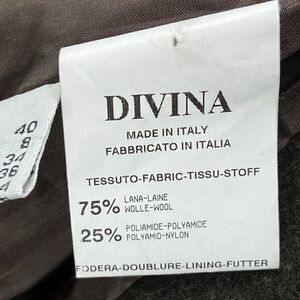 DIVINA
MADE IN ITALY
FABBRICATO IN ITALIA
TESSUTO-FABRIC-TISSU-STOFF
75% LANA-LAINE
WOLLE-WOOL
25% POLIAMIDE-POLYAMIDE
POLYAMID-NYLON
FODERA-DOUBLURE-LINING-FUTTER
40
8
34
36
4